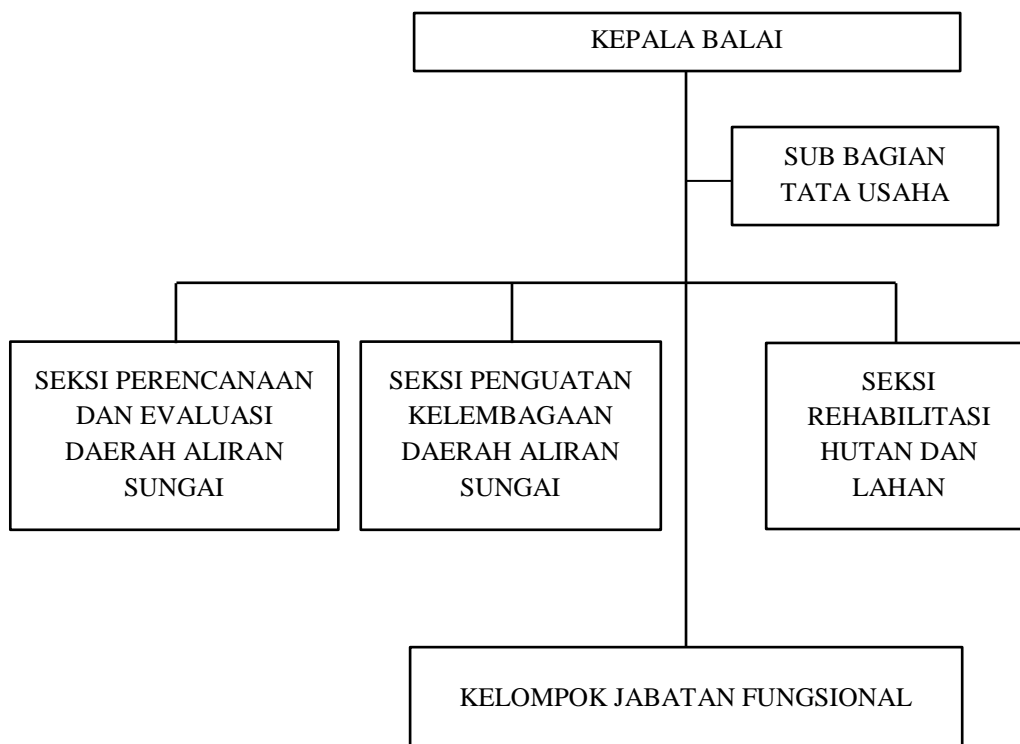 KEPALA BALAI
SUB BAGIAN
TATA USAHA
SEKSI PERENCANAAN
DAN EVALUASI
DAERAH ALIRAN
SUNGAI
SEKSI PENGUATAN
KELEMBAGAAN
DAERAH ALIRAN
SUNGAI
SEKSI
REHABILITASI
HUTAN DAN
LAHAN
KELOMPOK JABATAN FUNGSIONAL